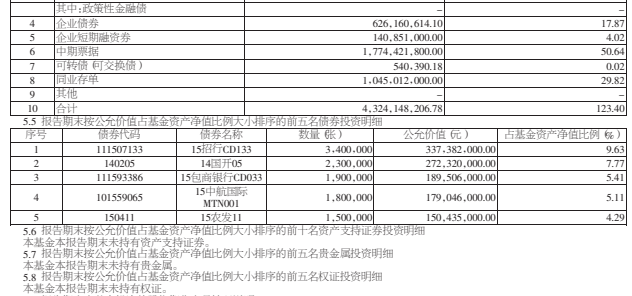 其中:政策性金融债 – –
4 企业债券 626,160,614.10 17.87
5 企业短期融资券 140,851,000.00 4.02
6 中期票据 1,774,421,800.00 50.64
7 可转债(可交换债) 540,390.18 0.02
8 同业存单 1,045,012,000.00 29.82
9 其他 – –
10 合计 4,324,148,206.78 123.40
5.5 报告期末按公允价值占基金资产净值比例大小排序的前五名债券投资明细
序号 债券代码 债券名称 数量(张) 公允价值(元) 占基金资产净值比例(%)
1 111507133 15招行CD133 3,400,000 337,382,000.00 9.63
2 140205 14国开05 2,300,000 272,320,000.00 7.77
3 111593386 15包商银行CD033 1,900,000 189,506,000.00 5.41
4 101559065 15中航国际MTN001 1,800,000 179,046,000.00 5.11
5 150411 15农发11 1,500,000 150,435,000.00 4.29
5.6 报告期末按公允价值占基金资产净值比例大小排序的前十名资产支持证券投资明细
本基金本报告期末未持有资产支持证券。
5.7 报告期末按公允价值占基金资产净值比例大小排序的前五名贵金属投资明细
本基金本报告期末未持有贵金属。
5.8 报告期末按公允价值占基金资产净值比例大小排序的前五名权证投资明细
本基金本报告期末未持有权证。